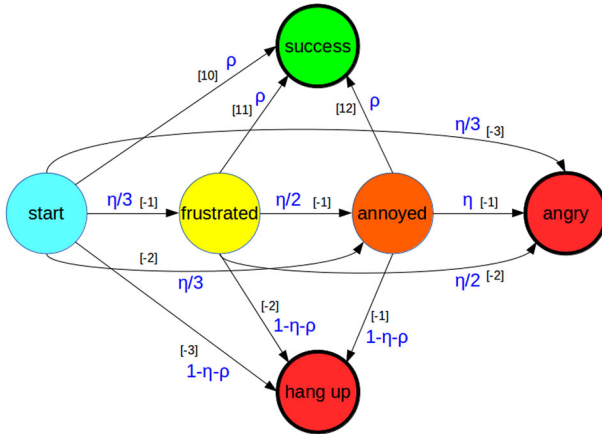 success
[10] ρ
[11] ρ
[12] ρ
η/3 [-3]
start
η/3 [-1]
frustrated
η/2 [-1]
annoyed
η [-1]
angry
[-2]
η/3
η/2 [-2]
[-3]
1-η-ρ
[-2]
1-η-ρ
[-1]
1-η-ρ
hang up